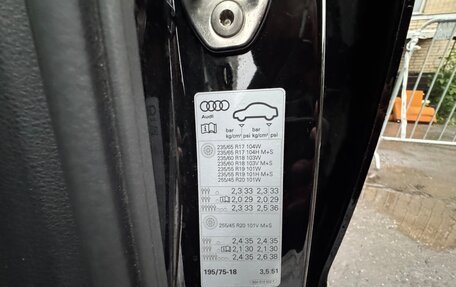 Audi
bar bar
kg/cm² psi kg/cm² psi
235/65 R17 104W
235/65 R17 104H M+S
235/60 R18 103W
235/60 R18 103V M+S
235/55 R19 101W
235/55 R19 101H M+S
255/45 R20 101W
2,3 33 2,3 33
2,0 29 2,0 29
2,3 33 2,5 36
255/45 R20 101V M+S
2,4 35 2,4 35
2,1 30 2,1 30
2,4 35 2,6 38
195/75-18 3,5 51